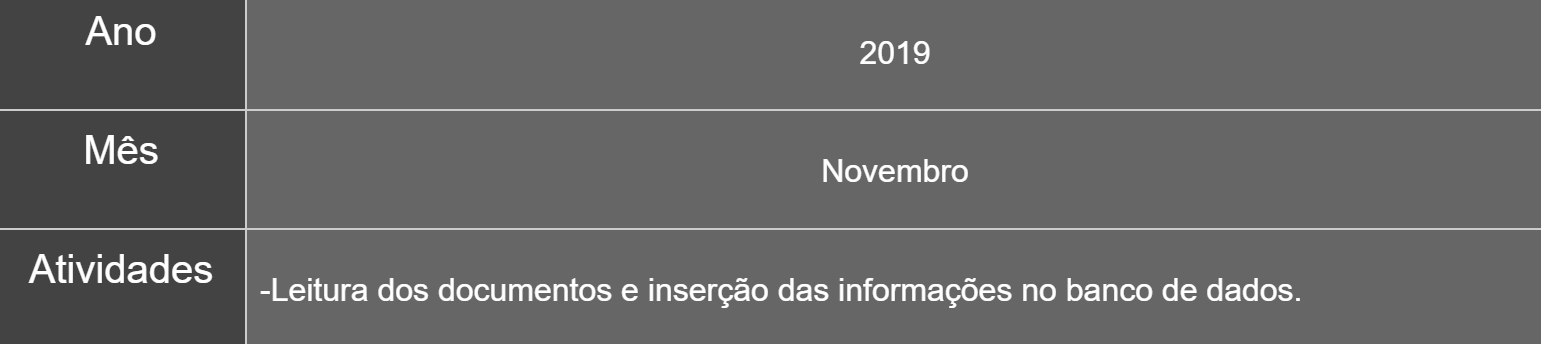 Ano
2019
Mês
Novembro
Atividades
-Leitura dos documentos e inserção das informações no banco de dados.